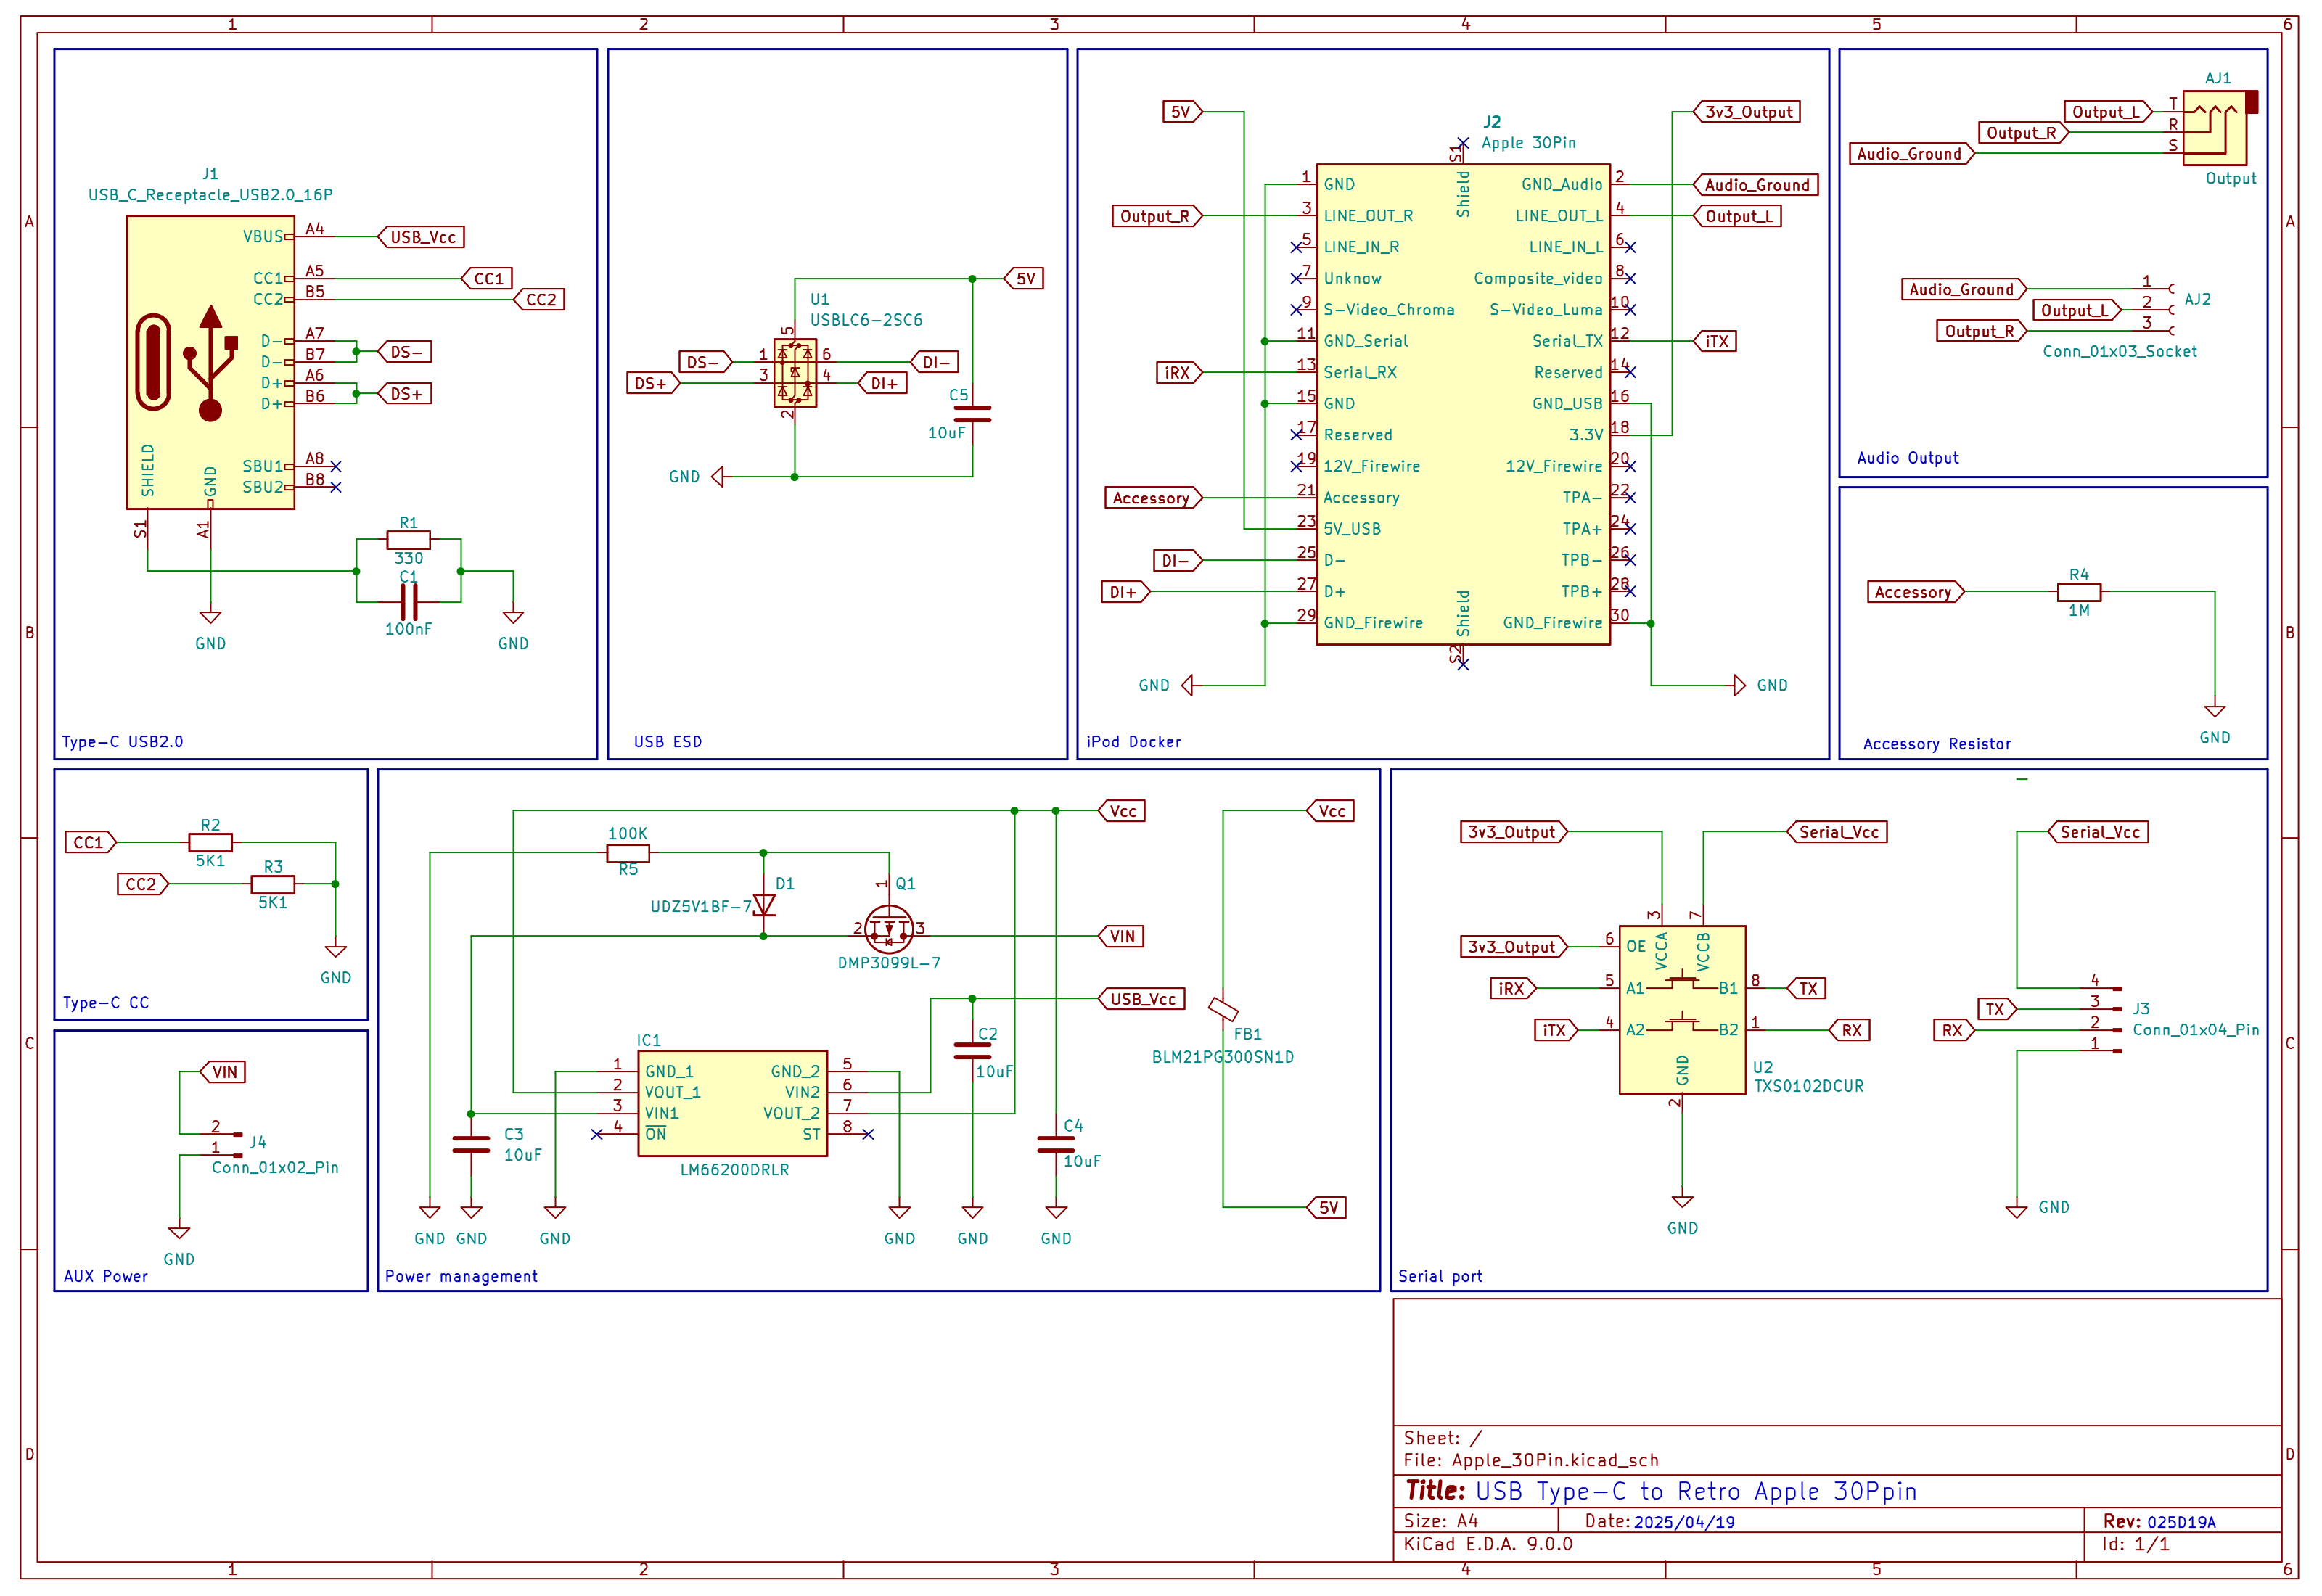 1 2 3 4 5 6
A
B
C
D
J1
USB_C_Receptacle_USB2.0_16P
VBUS A4 USB_Vcc
CC1 A5 CC1
CC2 B5 CC2
D- A7
D- B7 DS-
D+ A6
D+ B6 DS+
SBU1 A8
SBU2 B8
SHIELD GND
S1 A1
R1
330
C1
100nF
GND
GND
Type-C USB2.0
5V
U1
USBLC6-2SC6
5
DS- 1 6 DI-
DS+ 3 4 DI+
2
C5
10uF
GND
USB ESD
5V
3v3_Output
J2
Apple 30Pin
S1
Shield
1 GND GND_Audio 2 Audio_Ground
Output_R 3 LINE_OUT_R LINE_OUT_L 4 Output_L
5 LINE_IN_R LINE_IN_L 6
7 Unknow Composite_video 8
9 S-Video_Chroma S-Video_Luma 10
11 GND_Serial Serial_TX 12 iTX
iRX 13 Serial_RX Reserved 14
15 GND GND_USB 16
17 Reserved 3.3V 18
19 12V_Firewire 12V_Firewire 20
Accessory 21 Accessory TPA- 22
23 5V_USB TPA+ 24
DI- 25 D- TPB- 26
DI+ 27 D+ TPB+ 28
29 GND_Firewire GND_Firewire 30
Shield
S2
GND
GND
iPod Docker
AJ1
Output_L T
Output_R R
Audio_Ground S
Output
Audio_Ground 1
Output_L 2
Output_R 3
AJ2
Conn_01x03_Socket
Audio Output
Accessory
R4
1M
GND
Accessory Resistor
CC1
R2
5K1
CC2
R3
5K1
GND
Type-C CC
VIN
2
1
J4
Conn_01x02_Pin
GND
AUX Power
Vcc
100K
R5
D1
UDZ5V1BF-7
1
Q1
2 3
DMP3099L-7
VIN
USB_Vcc
C2
10uF
IC1
1 GND_1 GND_2 5
2 VOUT_1 VIN2 6
3 VIN1 VOUT_2 7
4 ON ST 8
LM66200DRLR
C3
10uF
C4
10uF
GND
GND
GND
GND
GND
GND
Vcc
FB1
BLM21PG300SN1D
5V
Power management
3v3_Output
Serial_Vcc
3 7
VCCA VCCB
3v3_Output 6 OE
iRX 5 A1 B1 8 TX
iTX 4 A2 B2 1 RX
GND
2
U2
TXS0102DCUR
GND
Serial_Vcc
4
TX 3
RX 2
1
J3
Conn_01x04_Pin
GND
Serial port
Sheet: /
File: Apple_30Pin.kicad_sch
Title: USB Type-C to Retro Apple 30Ppin
Size: A4 Date: 2025/04/19 Rev: 025D19A
KiCad E.D.A. 9.0.0 Id: 1/1
A
B
C
D
1 2 3 4 5 6